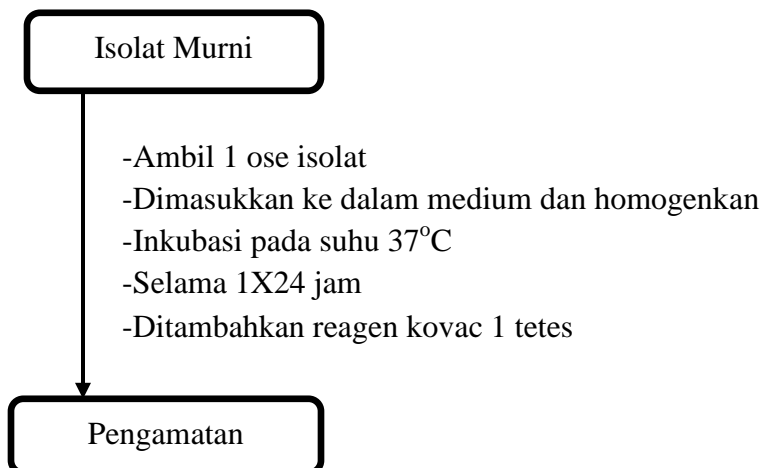 Isolat Murni
-Ambil 1 ose isolat
-Dimasukkan ke dalam medium dan homogenkan
-Inkubasi pada suhu 37°C
-Selama 1X24 jam
-Ditambahkan reagen kovac 1 tetes
Pengamatan